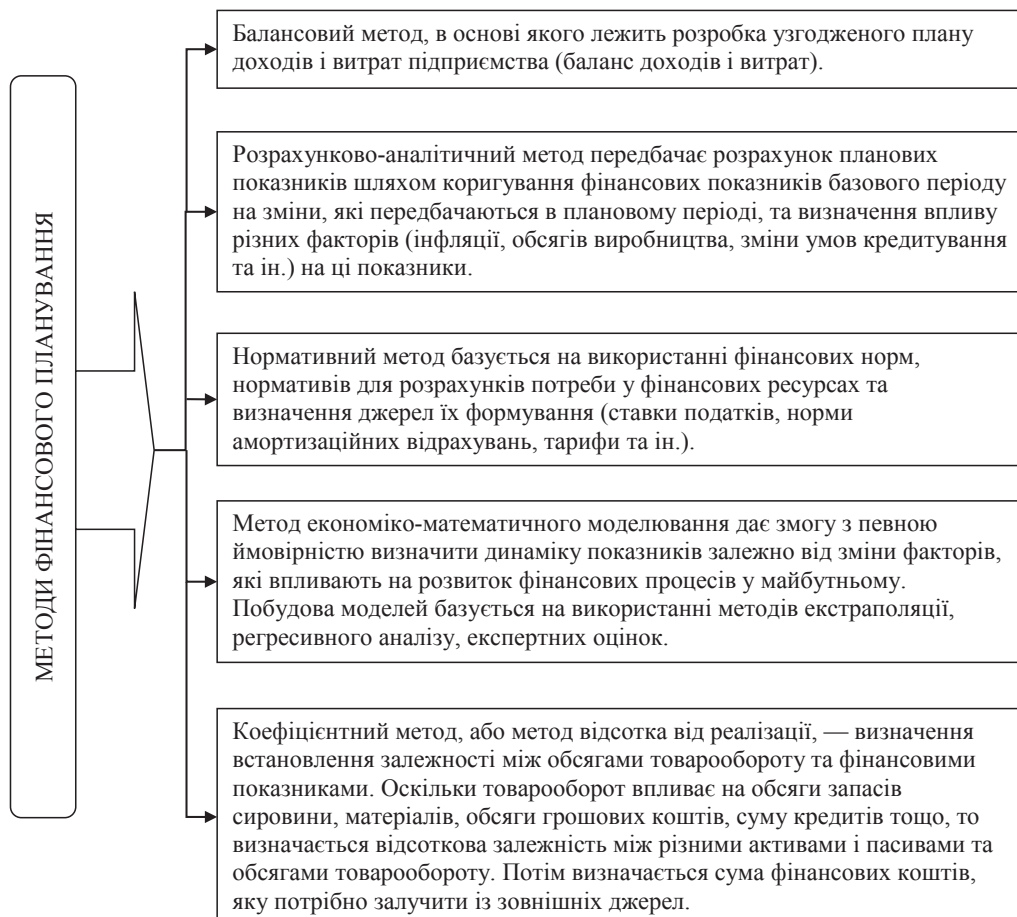 МЕТОДИ ФІНАНСОВОГО ПЛАНУВАННЯ
Балансовий метод, в основі якого лежить розробка узгодженого плану
доходів і витрат підприємства (баланс доходів і витрат).
Розрахунково-аналітичний метод передбачає розрахунок планових
показників шляхом коригування фінансових показників базового періоду
на зміни, які передбачаються в плановому періоді, та визначення впливу
різних факторів (інфляції, обсягів виробництва, зміни умов кредитування
та ін.) на ці показники.
Нормативний метод базується на використанні фінансових норм,
нормативів для розрахунків потреби у фінансових ресурсах та
визначення джерел їх формування (ставки податків, норми
амортизаційних відрахувань, тарифи та ін.).
Метод економіко-математичного моделювання дає змогу з певною
ймовірністю визначити динаміку показників залежно від зміни факторів,
які впливають на розвиток фінансових процесів у майбутньому.
Побудова моделей базується на використанні методів екстраполяції,
регресивного аналізу, експертних оцінок.
Коефіцієнтний метод, або метод відсотка від реалізації, — визначення
встановлення залежності між обсягами товарообороту та фінансовими
показниками. Оскільки товарооборот впливає на обсяги запасів
сировини, матеріалів, обсяги грошових коштів, суму кредитів тощо, то
визначається відсоткова залежність між різними активами і пасивами та
обсягами товарообороту. Потім визначається сума фінансових коштів,
яку потрібно залучити із зовнішніх джерел.